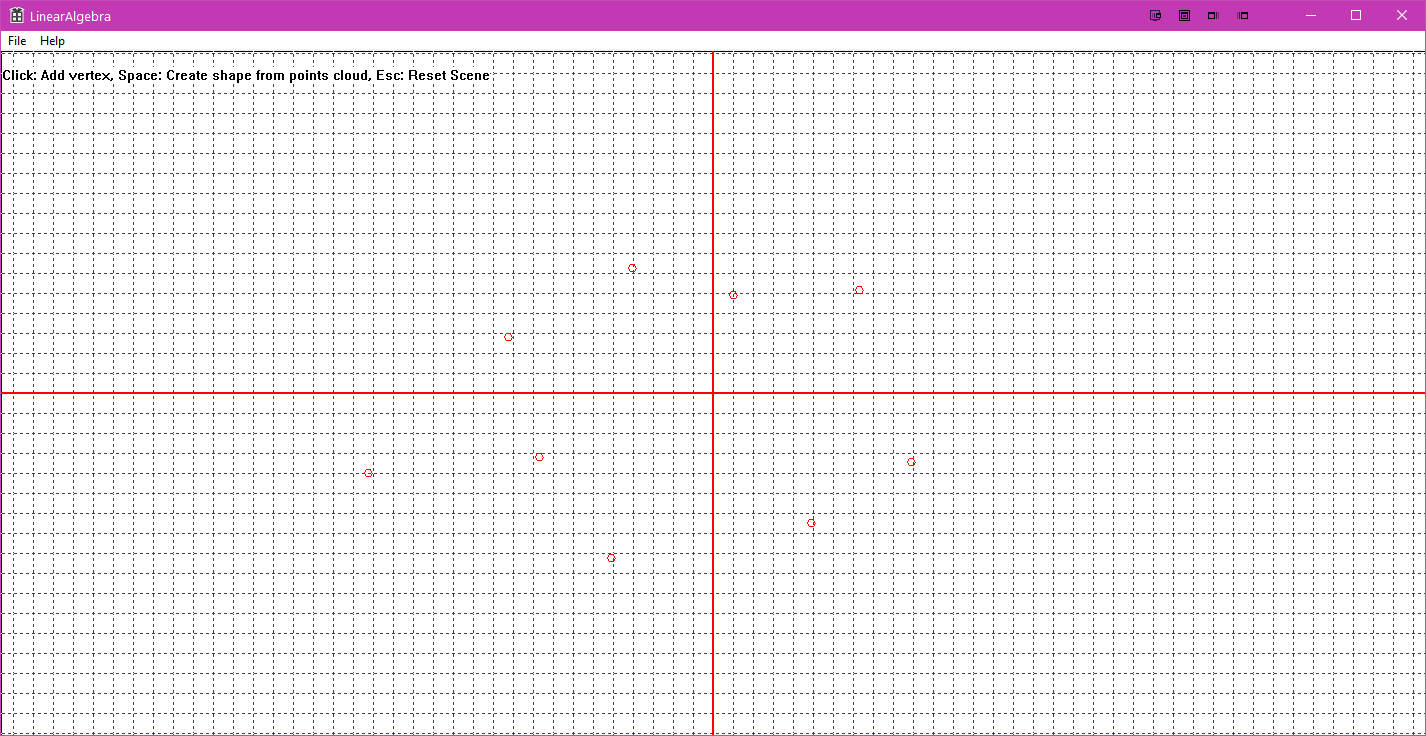 LinearAlgebra
File Help
Click: Add vertex, Space: Create shape from points cloud, Esc: Reset Scene